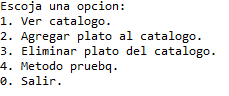 Escoja una opcion:
1. Ver catalogo.
2. Agregar plato al catalogo.
3. Eliminar plato del catalogo.
4. Metodo pruebq.
0. Salir.